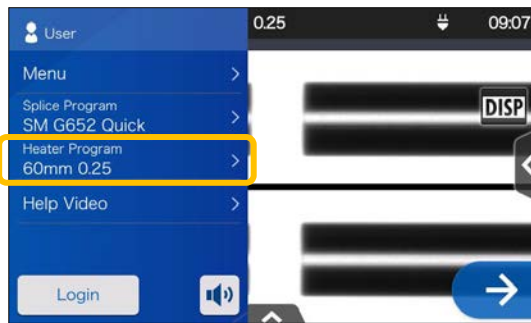 User
0.25
09:07
Menu
Splice Program
SM G652 Quick
DISP
Heater Program
60mm 0.25
Help Video
Login